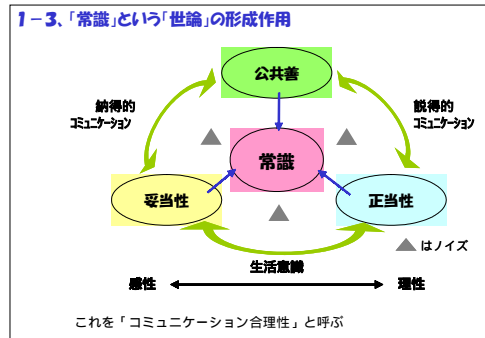 1-3、「常識」という「世論」の形成作用
公共善
納得的
コミュニケーション
説得的
コミュニケーション
常識
妥当性
正当性
▲はノイズ
生活意識
感性
理性
これを「コミュニケーション合理性」と呼ぶ